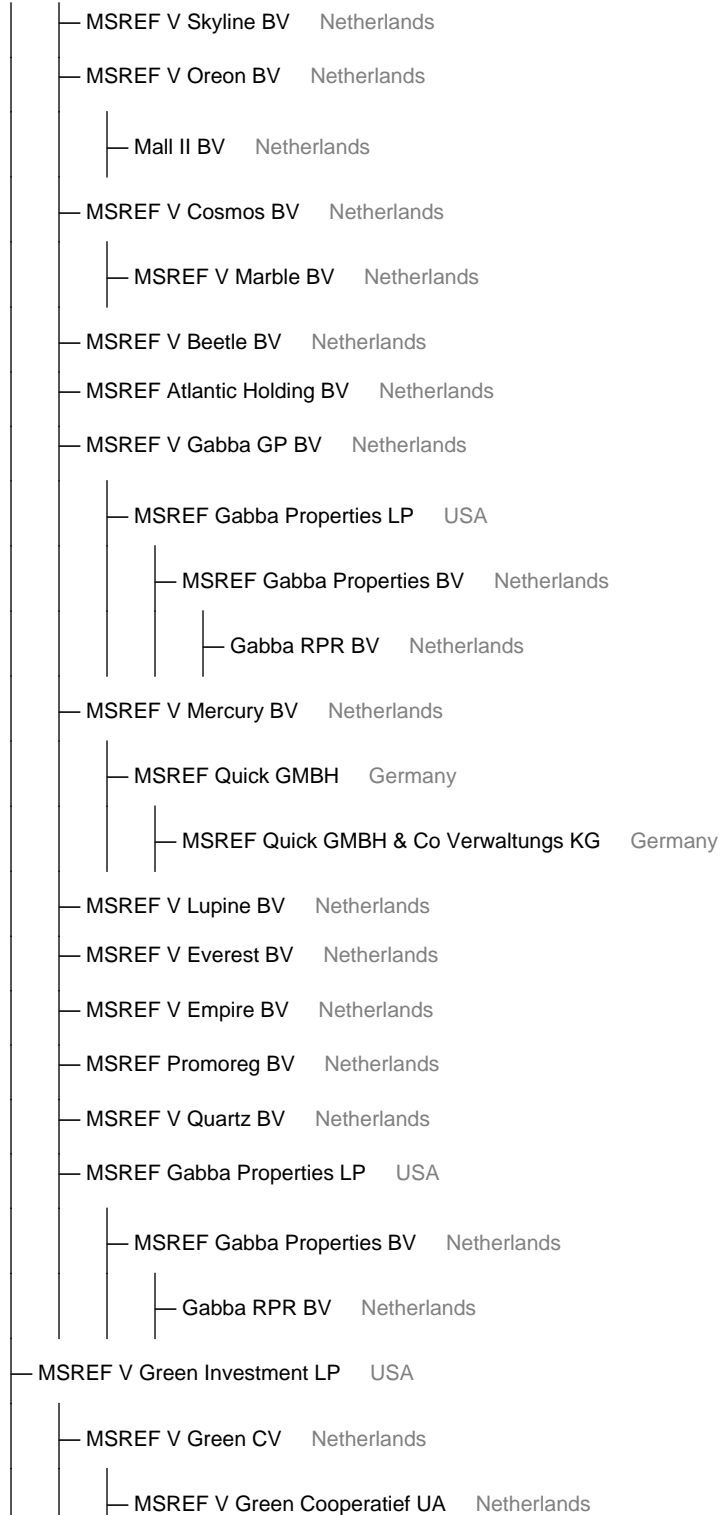 MSREF V Skyline BV Netherlands
MSREF V Oreon BV Netherlands
Mall II BV Netherlands
MSREF V Cosmos BV Netherlands
MSREF V Marble BV Netherlands
MSREF V Beetle BV Netherlands
MSREF Atlantic Holding BV Netherlands
MSREF V Gabba GP BV Netherlands
MSREF Gabba Properties LP USA
MSREF Gabba Properties BV Netherlands
Gabba RPR BV Netherlands
MSREF V Mercury BV Netherlands
MSREF Quick GMBH Germany
MSREF Quick GMBH & Co Verwaltungs KG Germany
MSREF V Lupine BV Netherlands
MSREF V Everest BV Netherlands
MSREF V Empire BV Netherlands
MSREF Promoreg BV Netherlands
MSREF V Quartz BV Netherlands
MSREF Gabba Properties LP USA
MSREF Gabba Properties BV Netherlands
Gabba RPR BV Netherlands
MSREF V Green Investment LP USA
MSREF V Green CV Netherlands
MSREF V Green Cooperatief UA Netherlands